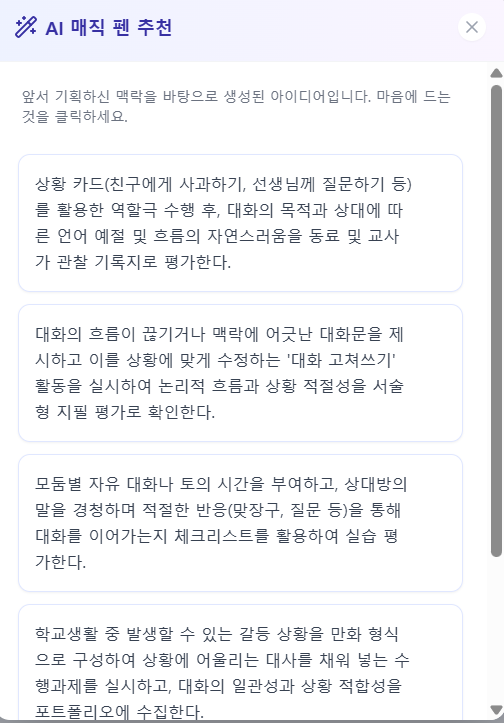 AI 매직 펜 추천
앞서 기획하신 맥락을 바탕으로 생성된 아이디어입니다. 마음에 드는
것을 클릭하세요.
상황 카드(친구에게 사과하기, 선생님께 질문하기 등)
를 활용한 역할극 수행 후, 대화의 목적과 상대에 따
른 언어 예절 및 흐름의 자연스러움을 동료 및 교사
가 관찰 기록지로 평가한다.
대화의 흐름이 끊기거나 맥락에 어긋난 대화문을 제
시하고 이를 상황에 맞게 수정하는 '대화 고쳐쓰기'
활동을 실시하여 논리적 흐름과 상황 적절성을 서술
형 지필 평가로 확인한다.
모둠별 자유 대화나 토의 시간을 부여하고, 상대방의
말을 경청하며 적절한 반응(맞장구, 질문 등)을 통해
대화를 이어가는지 체크리스트를 활용하여 실습 평
가한다.
학교생활 중 발생할 수 있는 갈등 상황을 만화 형식
으로 구성하여 상황에 어울리는 대사를 채워 넣는 수
행과제를 실시하고, 대화의 일관성과 상황 적합성을
포트폴리오에 수집한다.